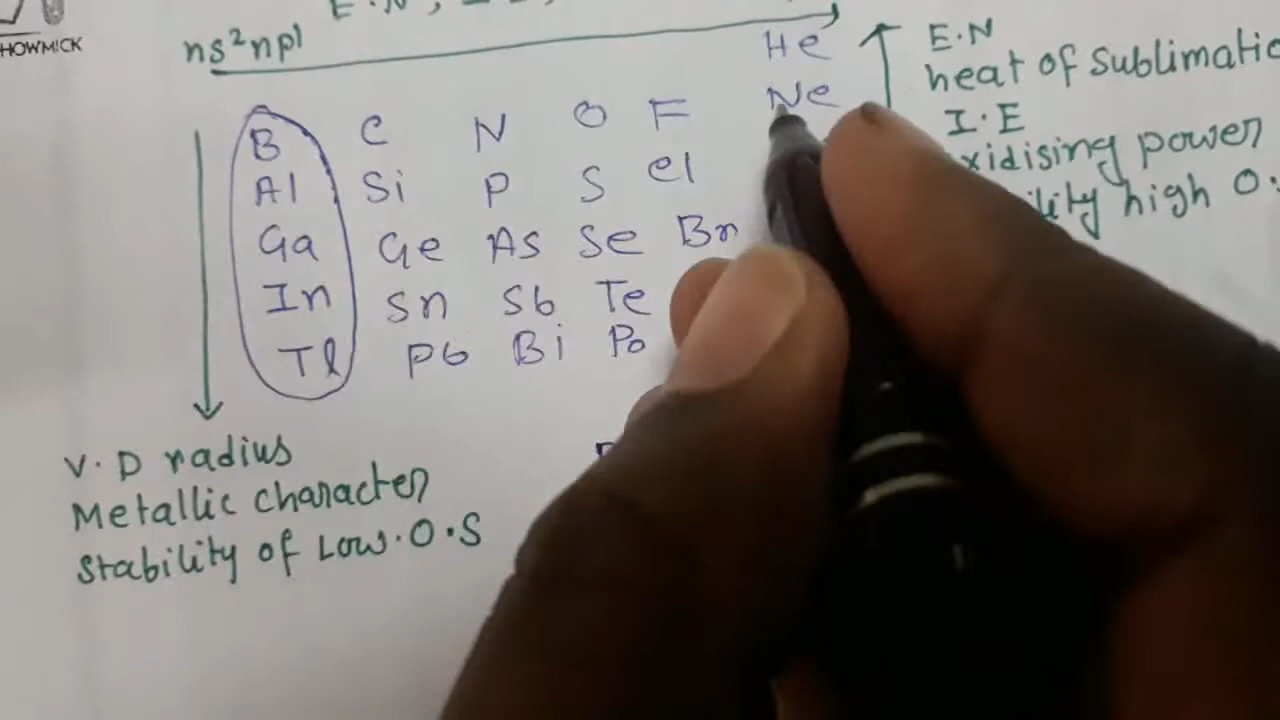 HOWMICK
E.N,
ns²np¹
He
Ne
B C N O F
Al Si P S Cl
Ga Ge As Se Br
In Sn Sb Te
Tl Pb Bi Po
E.N
heat of sublimatio
I.E
xidising power
ility high O.
V.D radius
Metallic character
Stability of Low.O.S